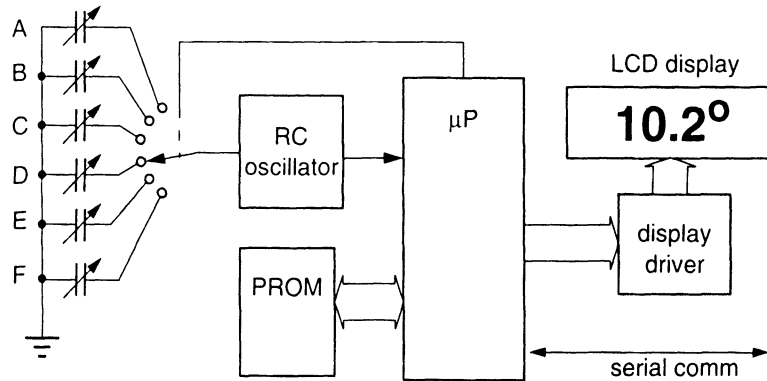 A
B
C
D
E
F
RC
oscillator
PROM
μP
LCD display
10.2°
display
driver
serial comm